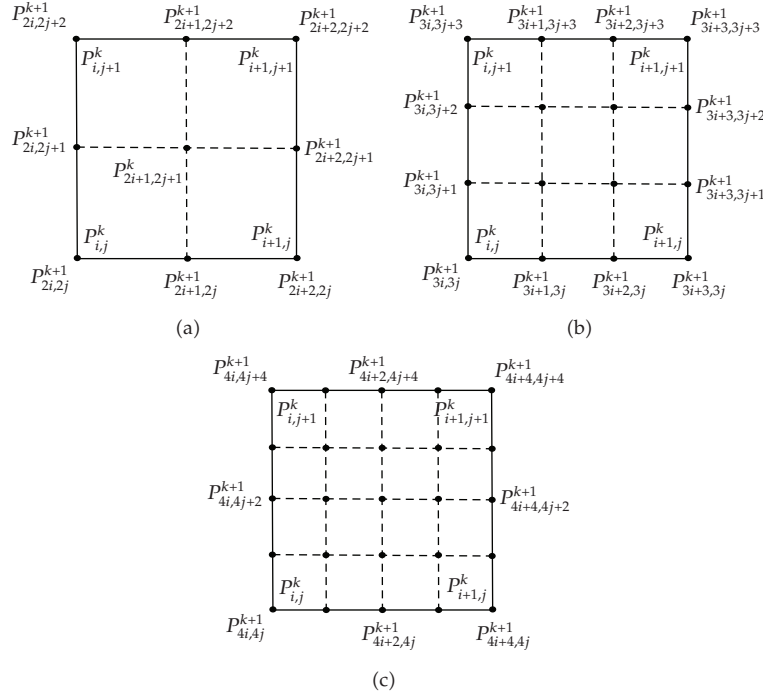 P^{k+1}_{2i,2j+2} P^{k+1}_{2i+1,2j+2} P^{k+1}_{2i+2,2j+2}
P^k_{i,j+1} P^k_{i+1,j+1}
P^{k+1}_{2i,2j+1} P^{k+1}_{2i+2,2j+1}
P^k_{2i+1,2j+1}
P^k_{i,j} P^k_{i+1,j}
P^{k+1}_{2i,2j} P^{k+1}_{2i+1,2j} P^{k+1}_{2i+2,2j}
(a)
P^{k+1}_{3i,3j+3} P^{k+1}_{3i+1,3j+3} P^{k+1}_{3i+2,3j+3} P^{k+1}_{3i+3,3j+3}
P^k_{i,j+1} P^k_{i+1,j+1}
P^{k+1}_{3i,3j+2} P^{k+1}_{3i+3,3j+2}
P^{k+1}_{3i,3j+1} P^{k+1}_{3i+3,3j+1}
P^k_{i,j} P^k_{i+1,j}
P^{k+1}_{3i,3j} P^{k+1}_{3i+1,3j} P^{k+1}_{3i+2,3j} P^{k+1}_{3i+3,3j}
(b)
P^{k+1}_{4i,4j+4} P^{k+1}_{4i+2,4j+4} P^{k+1}_{4i+4,4j+4}
P^k_{i,j+1} P^k_{i+1,j+1}
P^{k+1}_{4i,4j+2} P^{k+1}_{4i+4,4j+2}
P^k_{i,j} P^k_{i+1,j}
P^{k+1}_{4i,4j} P^{k+1}_{4i+2,4j} P^{k+1}_{4i+4,4j}
(c)